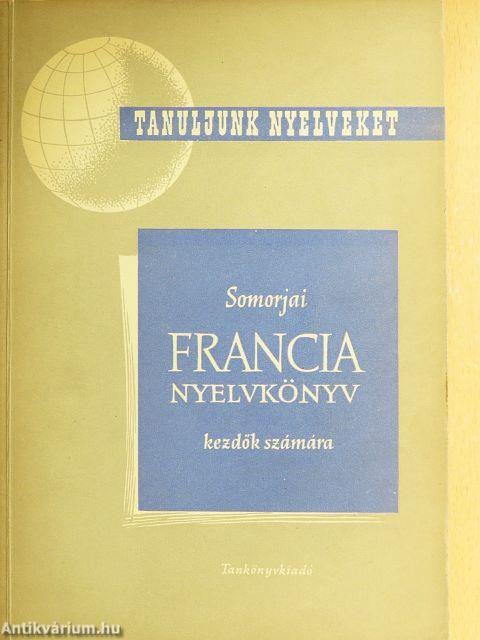 TANULJUNK NYELVEKET
Somorjai
FRANCIA
NYELVKÖNYV
kezdők számára
Tankönyvkiadó
Antikvárium.hu